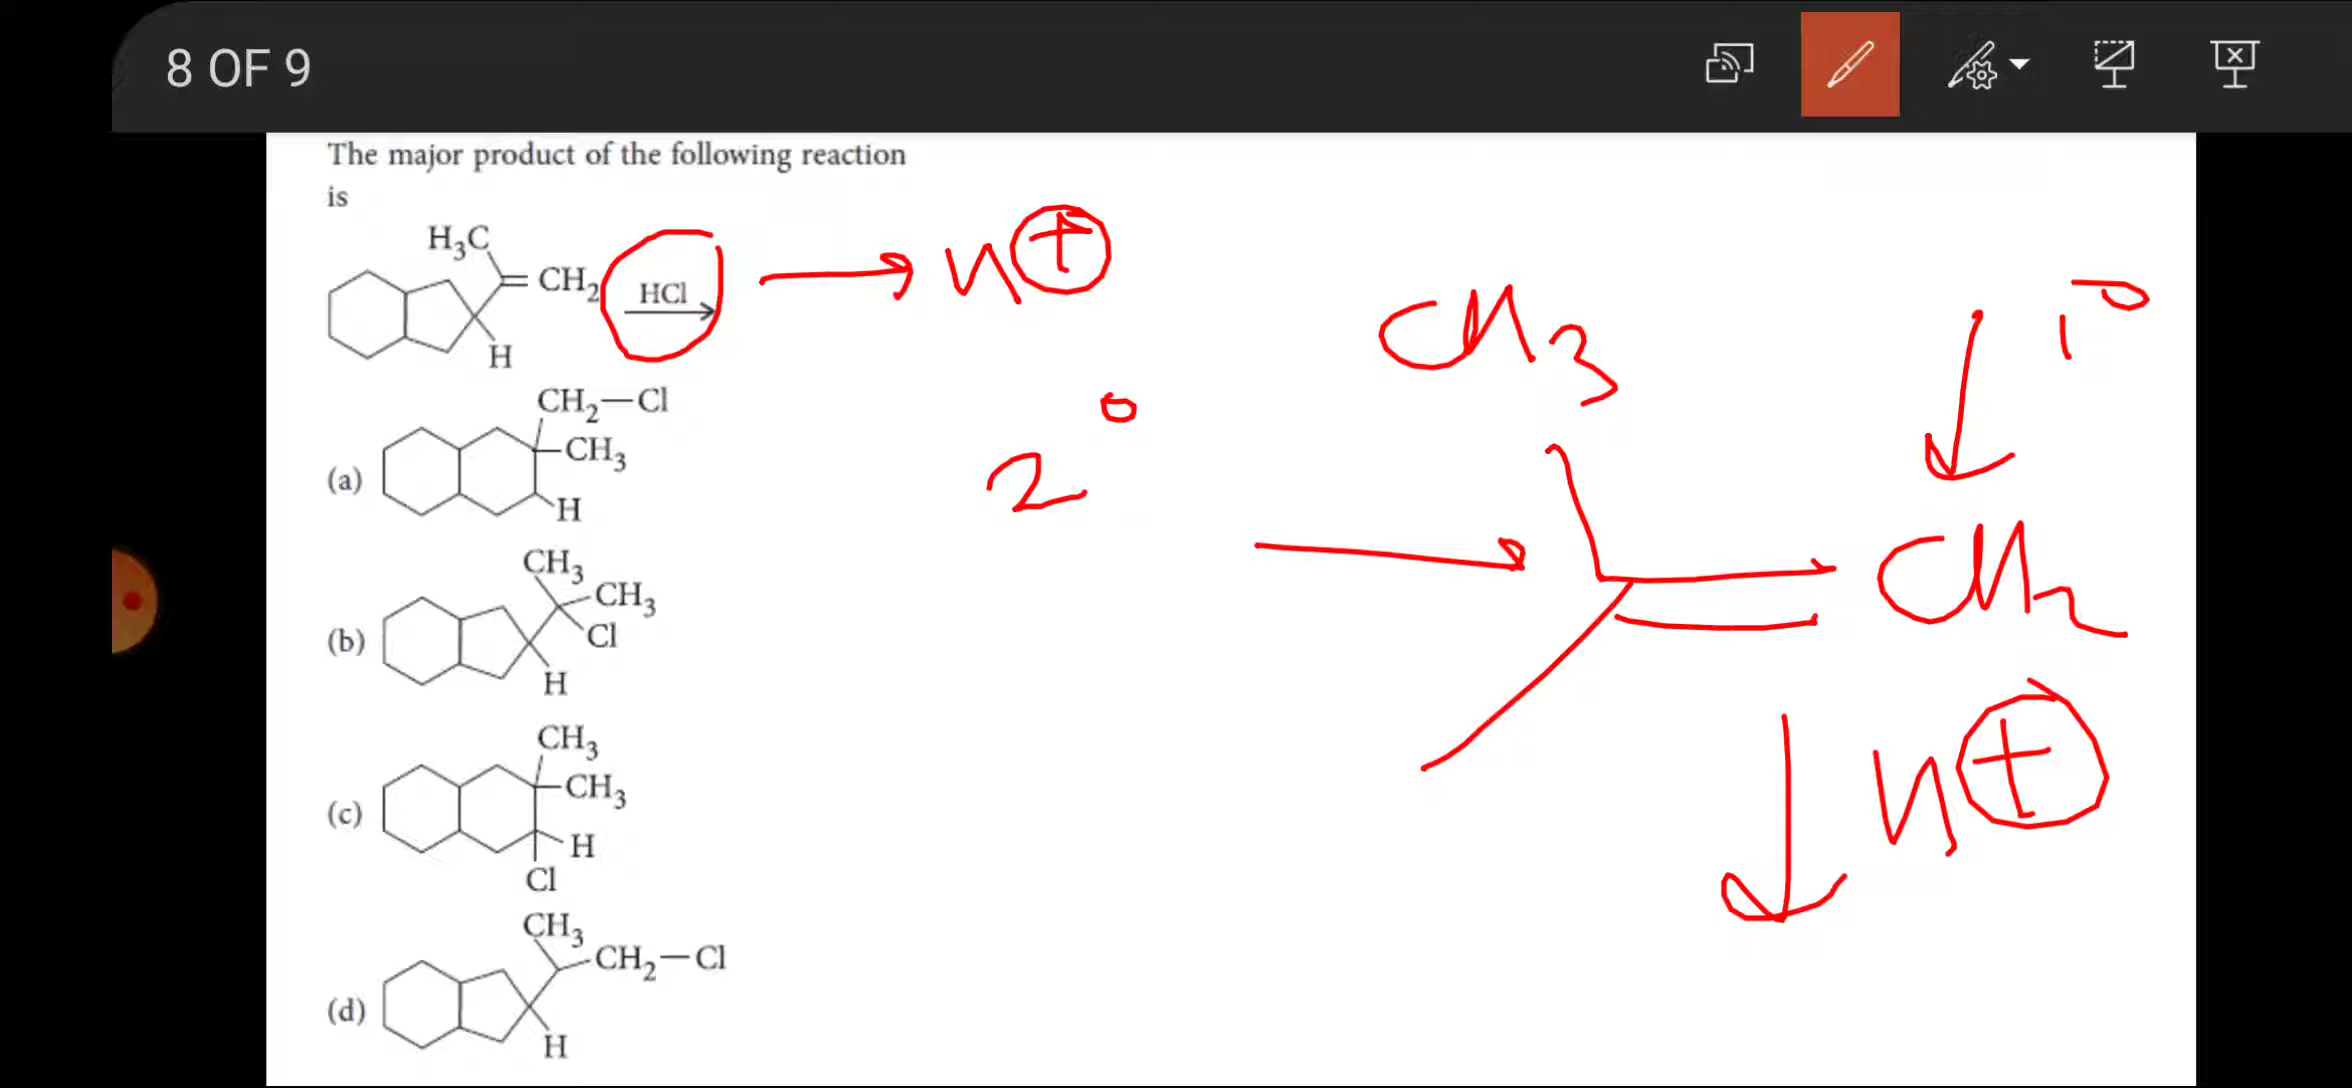 8 OF 9
The major product of the following reaction
is
H₃C
CH₂
HCl
H
H⊕
CH₃
1°
2°
CH₂
H⊕
(a)
CH₂—Cl
CH₃
H
(b)
CH₃
CH₃
Cl
H
(c)
CH₃
CH₃
H
Cl
(d)
CH₃
CH₂—Cl
H